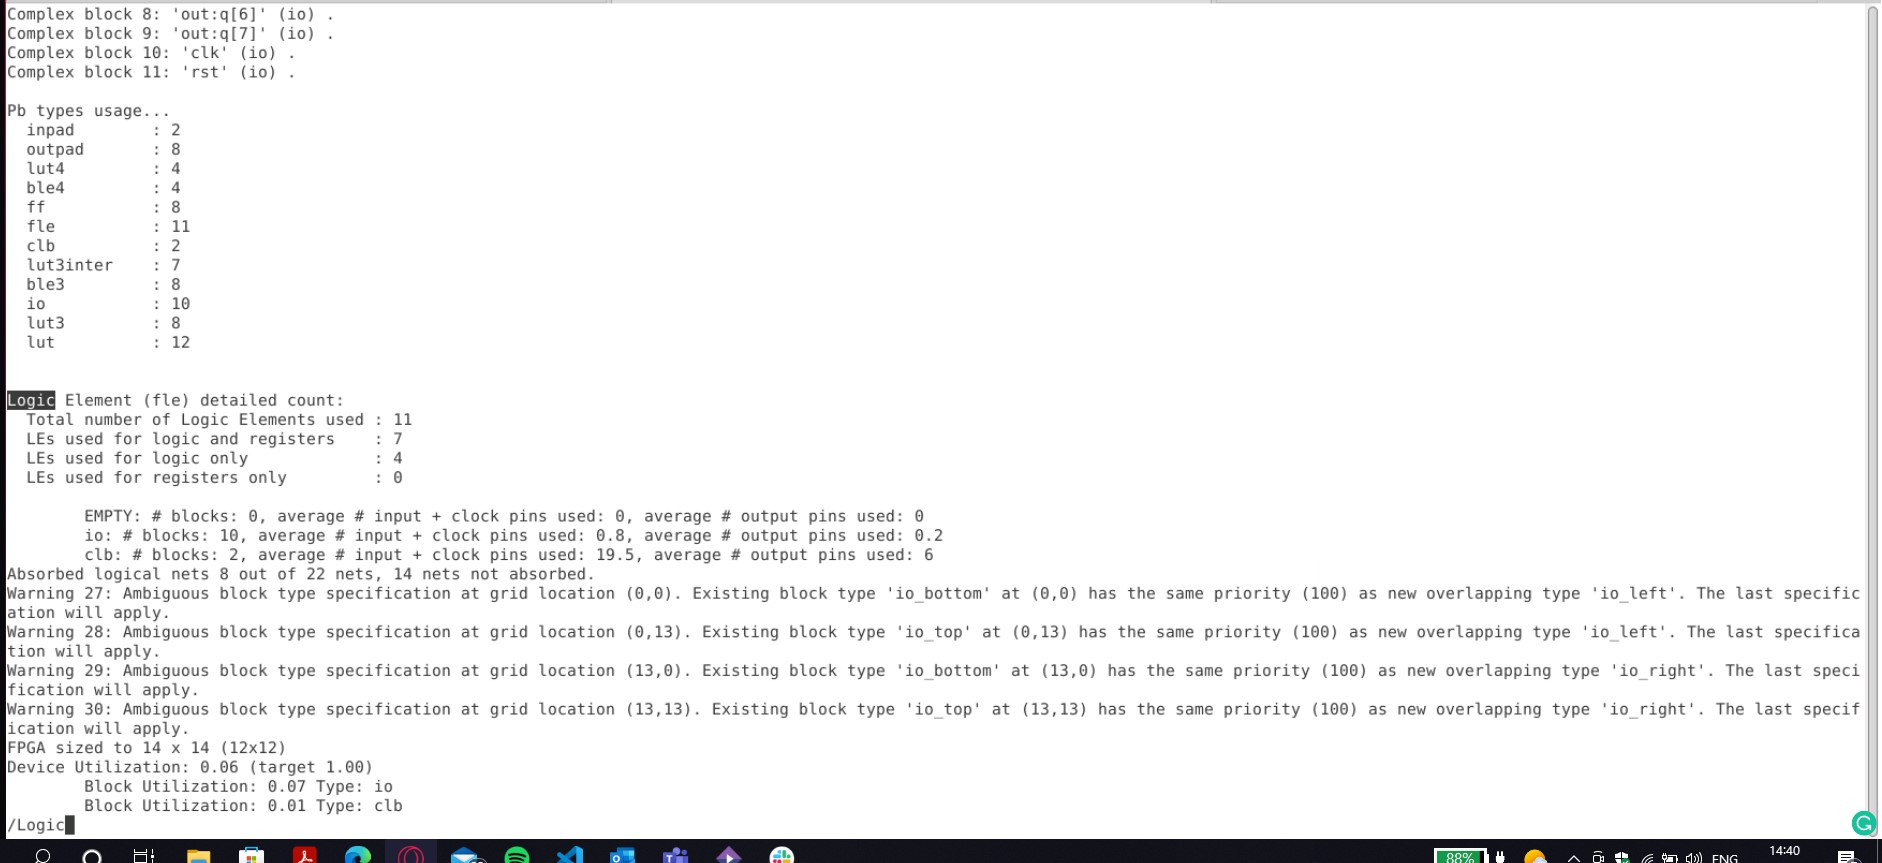 Complex block 8: 'out:q[6]' (io) .
Complex block 9: 'out:q[7]' (io) .
Complex block 10: 'clk' (io) .
Complex block 11: 'rst' (io) .
Pb types usage...
inpad : 2
outpad : 8
lut4 : 4
ble4 : 4
ff : 8
fle : 11
clb : 2
lut3inter : 7
ble3 : 8
io : 10
lut3 : 8
lut : 12
Logic Element (fle) detailed count:
Total number of Logic Elements used : 11
LEs used for logic and registers : 7
LEs used for logic only : 4
LEs used for registers only : 0
EMPTY: # blocks: 0, average # input + clock pins used: 0, average # output pins used: 0
io: # blocks: 10, average # input + clock pins used: 0.8, average # output pins used: 0.2
clb: # blocks: 2, average # input + clock pins used: 19.5, average # output pins used: 6
Absorbed logical nets 8 out of 22 nets, 14 nets not absorbed.
Warning 27: Ambiguous block type specification at grid location (0,0). Existing block type 'io_bottom' at (0,0) has the same priority (100) as new overlapping type 'io_left'. The last specific
ation will apply.
Warning 28: Ambiguous block type specification at grid location (0,13). Existing block type 'io_top' at (0,13) has the same priority (100) as new overlapping type 'io_left'. The last specifica
tion will apply.
Warning 29: Ambiguous block type specification at grid location (13,0). Existing block type 'io_bottom' at (13,0) has the same priority (100) as new overlapping type 'io_right'. The last speci
fication will apply.
Warning 30: Ambiguous block type specification at grid location (13,13). Existing block type 'io_top' at (13,13) has the same priority (100) as new overlapping type 'io_right'. The last specif
ication will apply.
FPGA sized to 14 x 14 (12x12)
Device Utilization: 0.06 (target 1.00)
Block Utilization: 0.07 Type: io
Block Utilization: 0.01 Type: clb
/Logic
88% ENG 14:40